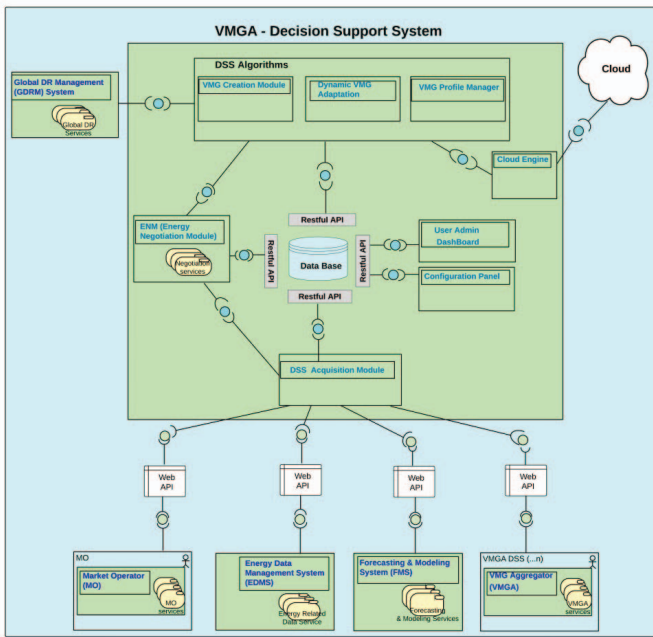 VMGA - Decision Support System
Global DR Management
(GDRM) System
Global DR
Services
DSS Algorithms
VMG Creation Module
Dynamic VMG
Adaptation
VMG Profile Manager
Cloud
Cloud Engine
ENM (Energy
Negotiation Module)
Negotiation
services
Restful API
Restful API
Data Base
Restful API
Restful API
User Admin
DashBoard
Configuration Panel
DSS Acquisition Module
Web
API
Web
API
Web
API
Web
API
MO
Market Operator
(MO)
MO
services
Energy Data
Management System
(EDMS)
Energy Related
Data Service
Forecasting & Modeling
System (FMS)
Forecasting
& Modeling Services
VMGA DSS (...n)
VMG Aggregator
(VMGA)
VMGA
services